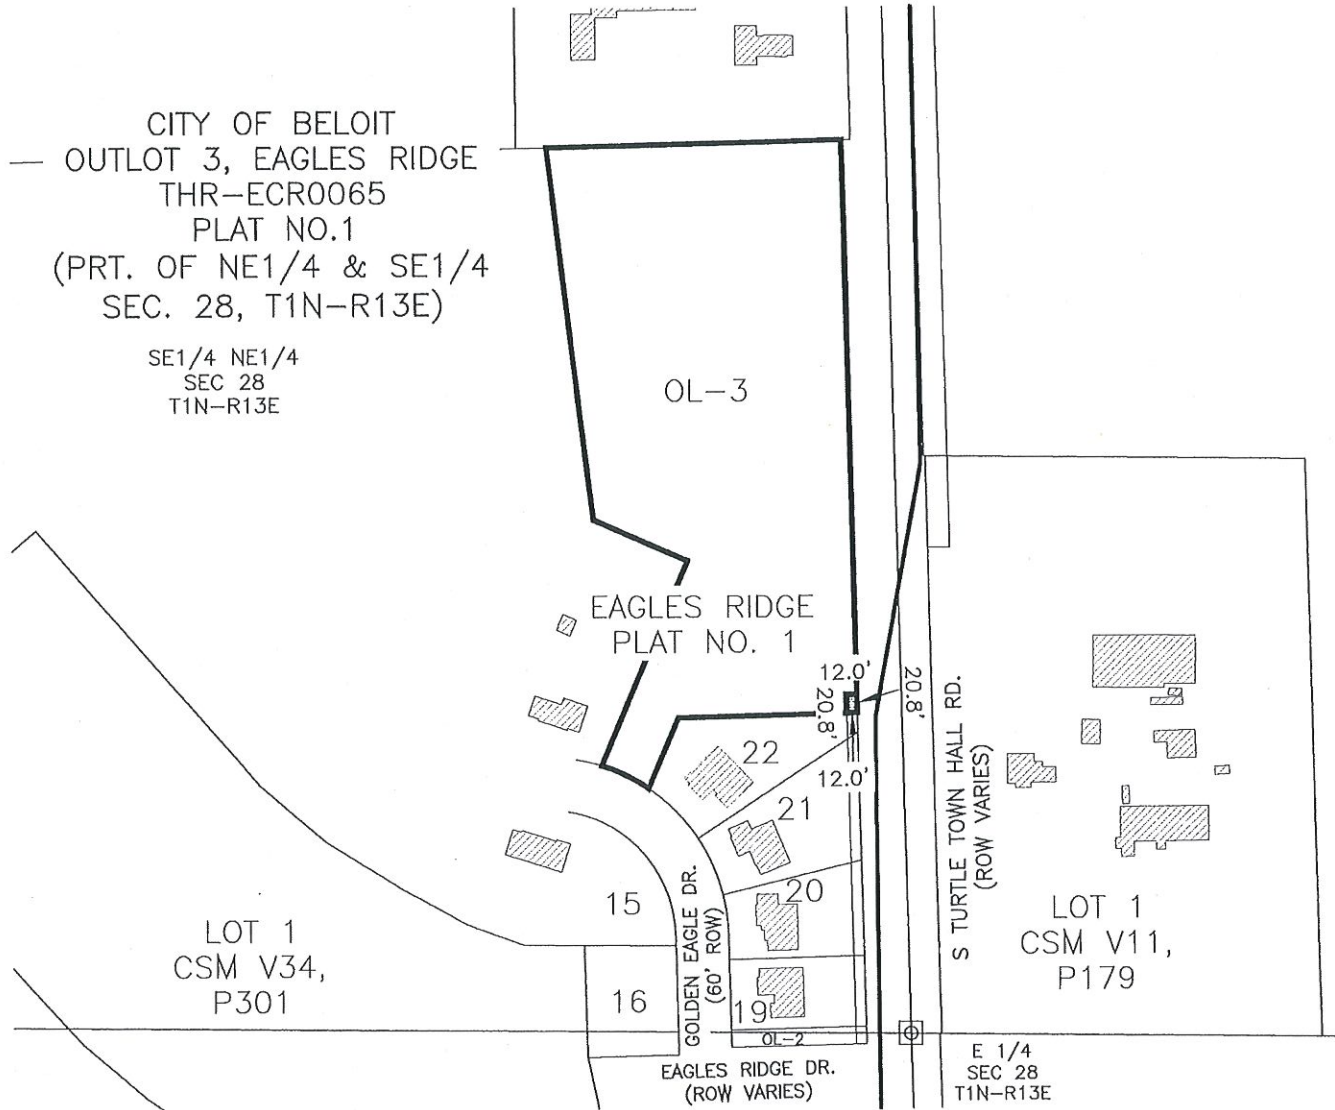 CITY OF BELOIT
OUTLOT 3, EAGLES RIDGE
THR-ECR0065
PLAT NO.1
(PRT. OF NE1/4 & SE1/4
SEC. 28, T1N-R13E)
SE1/4 NE1/4
SEC 28
T1N-R13E
OL-3
EAGLES RIDGE
PLAT NO. 1
12.0'
20.8'
20.8'
12.0'
22
21
20
19
15
16
OL-2
GOLDEN EAGLE DR.
(60' ROW)
S TURTLE TOWN HALL RD.
(ROW VARIES)
LOT 1
CSM V34,
P301
LOT 1
CSM V11,
P179
EAGLES RIDGE DR.
(ROW VARIES)
E 1/4
SEC 28
T1N-R13E